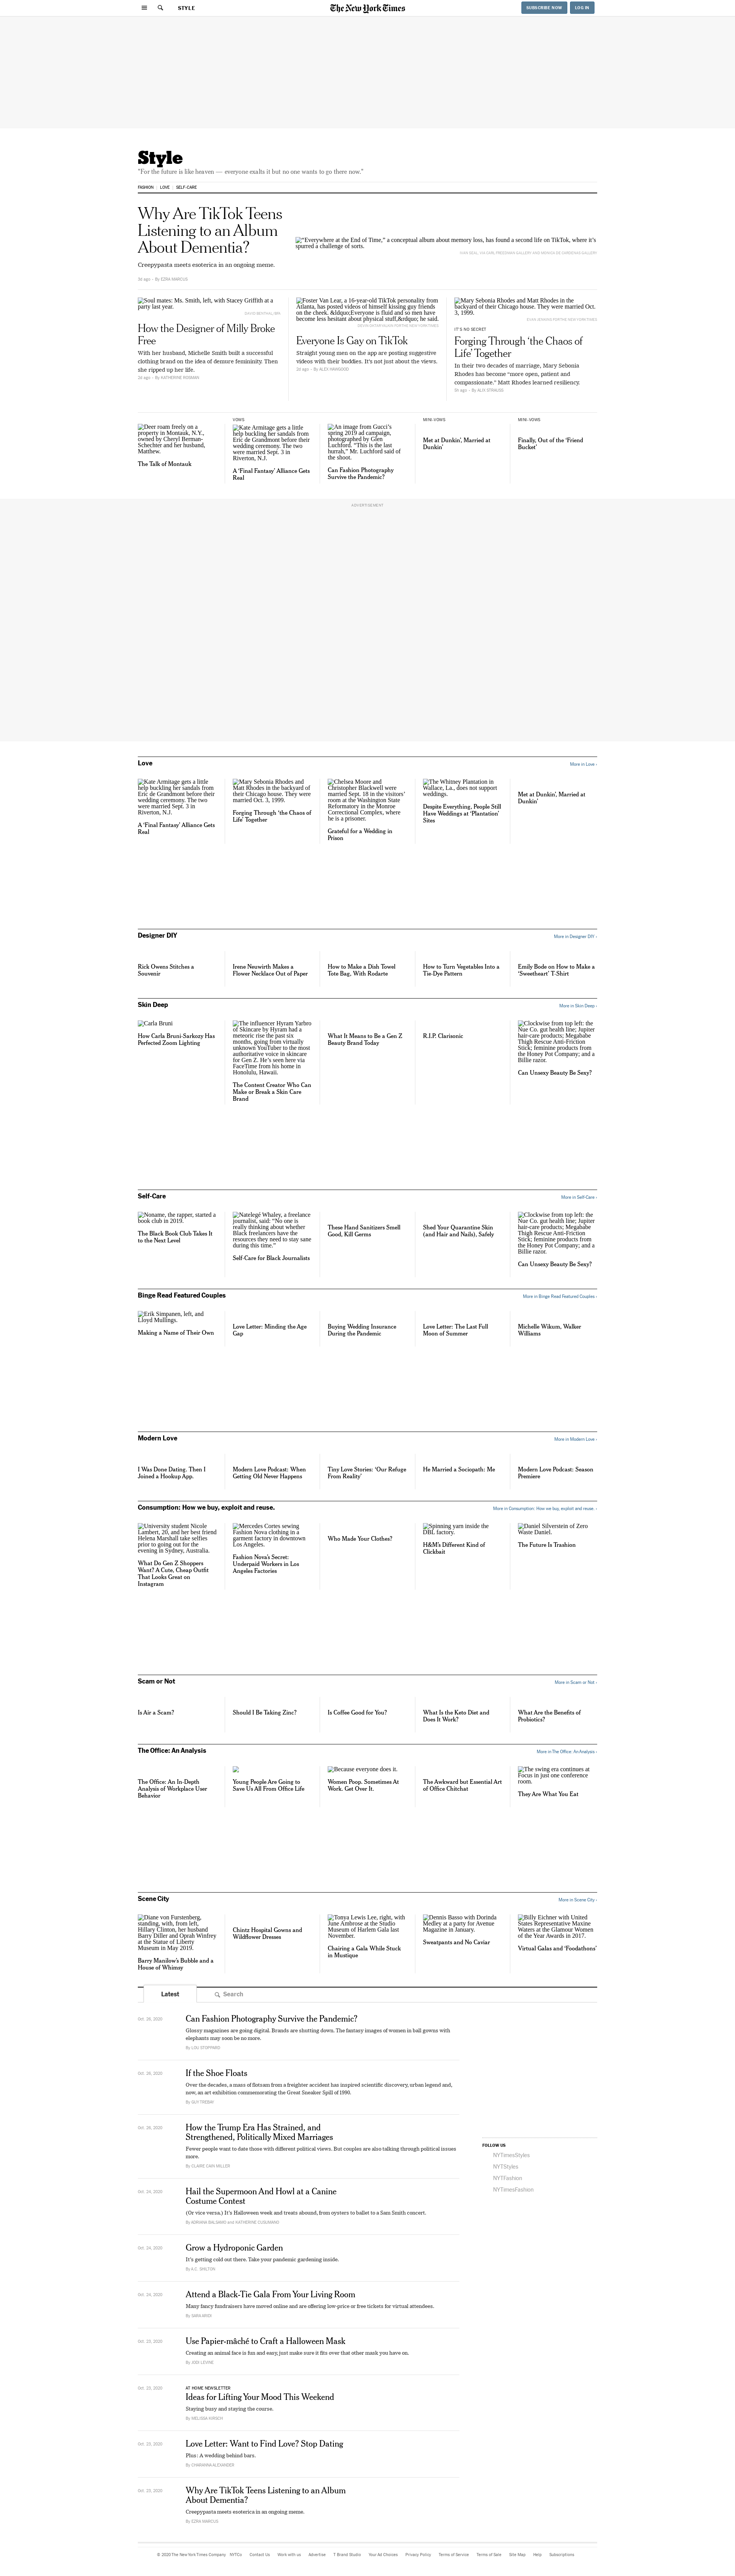 STYLE
The New York Times
SUBSCRIBE NOW
LOG IN
Style
"For the future is like heaven — everyone exalts it but no one wants to go there now."
FASHION
LOVE
SELF-CARE
Why Are TikTok Teens
Listening to an Album
About Dementia?
Creepypasta meets esoterica in an ongoing meme.
By EZRA MARCUS
“Everywhere at the End of Time,” a conceptual album about memory loss, has found a second life on TikTok, where it’s
spurred a challenge of sorts.
Soul mates: Ms. Smith, left, with Stacey Griffith at a
party last year.
How the Designer of Milly Broke
Free
With her husband, Michelle Smith built a successful
clothing brand on the idea of demure femininity. Then
she ripped up her life.
By KATHERINE ROSMAN
Foster Van Lear, a 16-year-old TikTok personality from
Atlanta, has posted videos of himself kissing guy friends
on the cheek. &ldquo;Everyone is fluid and so men have
become less hesitant about physical stuff,&rdquo; he said.
Everyone Is Gay on TikTok
Straight young men on the app are posting suggestive
videos with their buddies. It’s not just about the views.
By ALEX HAWGOOD
Mary Sebonia Rhodes and Matt Rhodes in the
backyard of their Chicago house. They were married Oct.
3, 1999.
IT’S NO SECRET
Forging Through ‘the Chaos of
Life’ Together
In their two decades of marriage, Mary Sebonia
Rhodes has become “more open, patient and
compassionate.” Matt Rhodes learned resiliency.
By ALIX STRAUSS
Deer roam freely on a
property in Montauk, N.Y.,
owned by Cheryl Berman-
Schechter and her husband,
Matthew.
The Talk of Montauk
VOWS
Kate Armitage gets a little
help buckling her sandals from
Eric de Grandmont before their
wedding ceremony. The two
were married Sept. 3 in
Riverton, N.J.
A ‘Final Fantasy’ Alliance Gets
Real
An image from Gucci’s
spring 2019 ad campaign,
photographed by Glen
Luchford. “This is the last
hurrah,” Mr. Luchford said of
the shoot.
Can Fashion Photography
Survive the Pandemic?
MINI-VOWS
Met at Dunkin’, Married at
Dunkin’
MINI-VOWS
Finally, Out of the ‘Friend
Bucket’
ADVERTISEMENT
Love
More in Love ›
Kate Armitage gets a little
help buckling her sandals from
Eric de Grandmont before their
wedding ceremony. The two
were married Sept. 3 in
Riverton, N.J.
A ‘Final Fantasy’ Alliance Gets
Real
Mary Sebonia Rhodes and
Matt Rhodes in the backyard of
their Chicago house. They were
married Oct. 3, 1999.
Forging Through ‘the Chaos of
Life’ Together
Chelsea Moore and
Christopher Blackwell were
married Sept. 18 in the visitors’
room at the Washington State
Reformatory in the Monroe
Correctional Complex, where
he is a prisoner.
Grateful for a Wedding in
Prison
The Whitney Plantation in
Wallace, La., does not support
weddings.
Despite Everything, People Still
Have Weddings at ‘Plantation’
Sites
Met at Dunkin’, Married at
Dunkin’
Designer DIY
More in Designer DIY ›
Rick Owens Stitches a
Souvenir
Irene Neuwirth Makes a
Flower Necklace Out of Paper
How to Make a Dish Towel
Tote Bag, With Rodarte
How to Turn Vegetables Into a
Tie-Dye Pattern
Emily Bode on How to Make a
‘Sweetheart’ T-Shirt
Skin Deep
More in Skin Deep ›
Carla Bruni
How Carla Bruni-Sarkozy Has
Perfected Zoom Lighting
The influencer Hyram Yarbro
of Skincare by Hyram had a
meteoric rise the past six
months, going from virtually
unknown YouTuber to the most
authoritative voice in skincare
for Gen Z. He’s seen here via
FaceTime from his home in
Honolulu, Hawaii.
The Content Creator Who Can
Make or Break a Skin Care
Brand
What It Means to Be a Gen Z
Beauty Brand Today
R.I.P. Clarisonic
Clockwise from top left: the
Nue Co. gut health line; Jupiter
hair-care products; Megababe
Thigh Rescue Anti-Friction
Stick; feminine products from
the Honey Pot Company; and a
Billie razor.
Can Unsexy Beauty Be Sexy?
Self-Care
More in Self-Care ›
Noname, the rapper, started a
book club in 2019.
The Black Book Club Takes It
to the Next Level
Natelegé Whaley, a freelance
journalist, said: “No one is
really thinking about whether
Black freelancers have the
resources they need to stay sane
during this time.”
Self-Care for Black Journalists
These Hand Sanitizers Smell
Good, Kill Germs
Shed Your Quarantine Skin
(and Hair and Nails), Safely
Clockwise from top left: the
Nue Co. gut health line; Jupiter
hair-care products; Megababe
Thigh Rescue Anti-Friction
Stick; feminine products from
the Honey Pot Company; and a
Billie razor.
Can Unsexy Beauty Be Sexy?
Binge Read Featured Couples
More in Binge Read Featured Couples ›
Erik Simpanen, left, and
Lloyd Mullings.
Making a Name of Their Own
Love Letter: Minding the Age
Gap
Buying Wedding Insurance
During the Pandemic
Love Letter: The Last Full
Moon of Summer
Michelle Wikum, Walker
Williams
Modern Love
More in Modern Love ›
I Was Done Dating. Then I
Joined a Hookup App.
Modern Love Podcast: When
Getting Old Never Happens
Tiny Love Stories: ‘Our Refuge
From Reality’
He Married a Sociopath: Me
Modern Love Podcast: Season
Premiere
Consumption: How we buy, exploit and reuse.
More in Consumption: How we buy, exploit and reuse. ›
University student Nicole
Lambert, 20, and her best friend
Helena Marshall take selfies
prior to going out for the
evening in Sydney, Australia.
What Do Gen Z Shoppers
Want? A Cute, Cheap Outfit
That Looks Great on
Instagram
Mercedes Cortes sewing
Fashion Nova clothing in a
garment factory in downtown
Los Angeles.
Fashion Nova’s Secret:
Underpaid Workers in Los
Angeles Factories
Who Made Your Clothes?
Spinning yarn inside the
DBL factory.
H&M’s Different Kind of
Clickbait
Daniel Silverstein of Zero
Waste Daniel.
The Future Is Trashion
Scam or Not
More in Scam or Not ›
Is Air a Scam?
Should I Be Taking Zinc?
Is Coffee Good for You?
What Is the Keto Diet and
Does It Work?
What Are the Benefits of
Probiotics?
The Office: An Analysis
More in The Office: An Analysis ›
The Office: An In-Depth
Analysis of Workplace User
Behavior
Young People Are Going to
Save Us All From Office Life
Because everyone does it.
Women Poop. Sometimes At
Work. Get Over It.
The Awkward but Essential Art
of Office Chitchat
The swing era continues at
Focus in just one conference
room.
They Are What You Eat
Scene City
More in Scene City ›
Diane von Furstenberg,
standing, with, from left,
Hillary Clinton, her husband
Barry Diller and Oprah Winfrey
at the Statue of Liberty
Museum in May 2019.
Barry Manilow’s Bubble and a
House of Whimsy
Chintz Hospital Gowns and
Wildflower Dresses
Tonya Lewis Lee, right, with
June Ambrose at the Studio
Museum of Harlem Gala last
November.
Chairing a Gala While Stuck
in Mustique
Dennis Basso with Dorinda
Medley at a party for Avenue
Magazine in January.
Sweatpants and No Caviar
Billy Eichner with United
States Representative Maxine
Waters at the Glamour Women
of the Year Awards in 2017.
Virtual Galas and ‘Foodathons’
Latest
Search
Can Fashion Photography Survive the Pandemic?
Glossy magazines are going digital. Brands are shutting down. The fantasy images of women in ball gowns with
elephants may soon be no more.
By LOU STOPPARD
Oct. 26, 2020
If the Shoe Floats
Over the decades, a mass of flotsam from a freighter accident has inspired scientific discovery, urban legend and,
now, an art exhibition commemorating the Great Sneaker Spill of 1990.
By GUY TREBAY
Oct. 26, 2020
How the Trump Era Has Strained, and
Strengthened, Politically Mixed Marriages
Fewer people want to date those with different political views. But couples are also talking through political issues
more.
By CLAIRE CAIN MILLER
Oct. 24, 2020
Hail the Supermoon And Howl at a Canine
Costume Contest
(Or vice versa.) It’s Halloween week and treats abound, from oysters to ballet to a Sam Smith concert.
By ADRIANA BALSAMO and KATHERINE CUSUMANO
Oct. 24, 2020
Grow a Hydroponic Garden
It’s getting cold out there. Take your pandemic gardening inside.
By A.C. SHILTON
Oct. 24, 2020
Attend a Black-Tie Gala From Your Living Room
Many fancy fundraisers have moved online and are offering low-price or free tickets for virtual attendees.
By SARA ARIDI
Use Papier-mâché to Craft a Halloween Mask
Creating an animal face is fun and easy, just make sure it fits over that other mask you have on.
By JUDI LEVINE
AT HOME NEWSLETTER
Ideas for Lifting Your Mood This Weekend
Staying busy and staying the course.
By MELISSA KIRSCH
Love Letter: Want to Find Love? Stop Dating
Plus: A wedding behind bars.
By CHARANNA ALEXANDER
Why Are TikTok Teens Listening to an Album
About Dementia?
Creepypasta meets esoterica in an ongoing meme.
By EZRA MARCUS
FOLLOW US
NYTimesStyles
NYTStyles
NYTFashion
NYTimesFashion
© 2020 The New York Times Company
NYTCo
Contact Us
Work with us
Advertise
T Brand Studio
Your Ad Choices
Privacy Policy
Terms of Service
Terms of Sale
Site Map
Help
Subscriptions